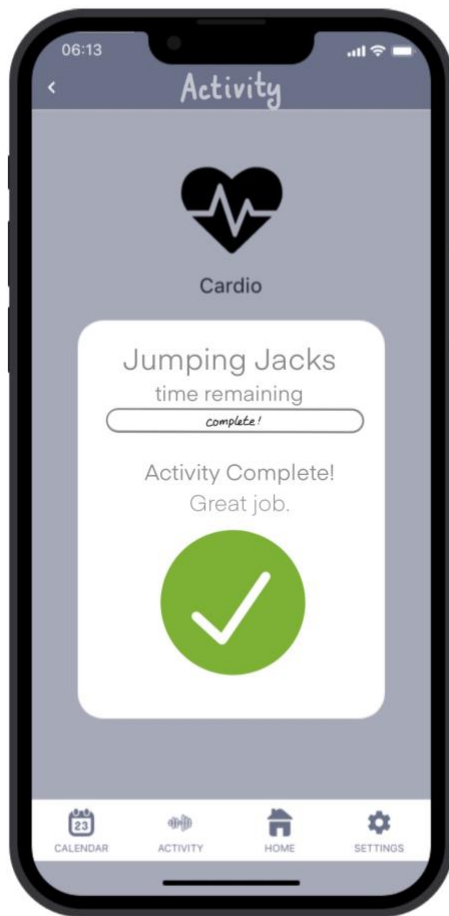 06:13
Activity
Cardio
Jumping Jacks
time remaining
complete!
Activity Complete!
Great job.
23
CALENDAR ACTIVITY HOME SETTINGS